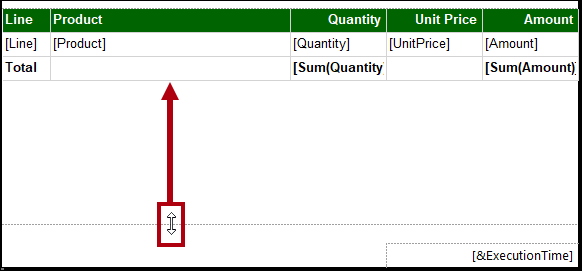 Line Product Quantity Unit Price Amount
[Line] [Product] [Quantity] [UnitPrice] [Amount]
Total [Sum(Quantity [Sum(Amount)
[&ExecutionTime]